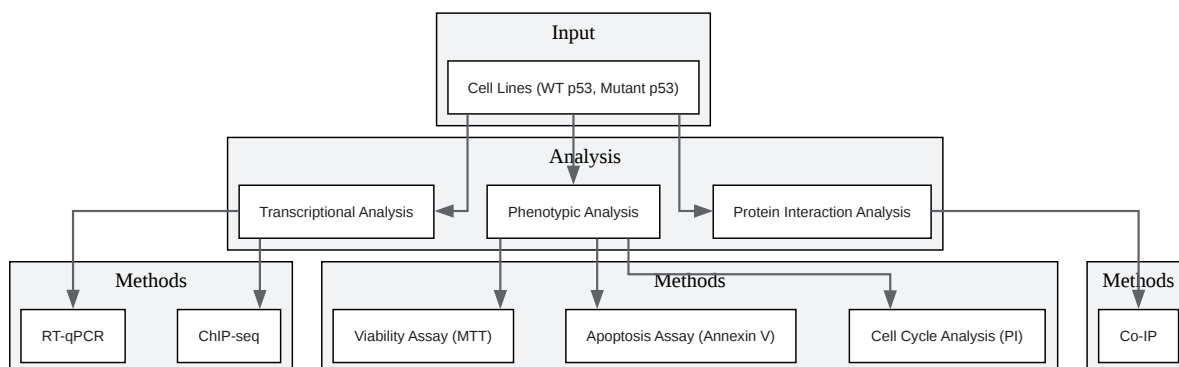 Input
Cell Lines (WT p53, Mutant p53)
Analysis
Transcriptional Analysis
Phenotypic Analysis
Protein Interaction Analysis
Methods
Methods
Methods
RT-qPCR
ChIP-seq
Viability Assay (MTT)
Apoptosis Assay (Annexin V)
Cell Cycle Analysis (PI)
Co-IP